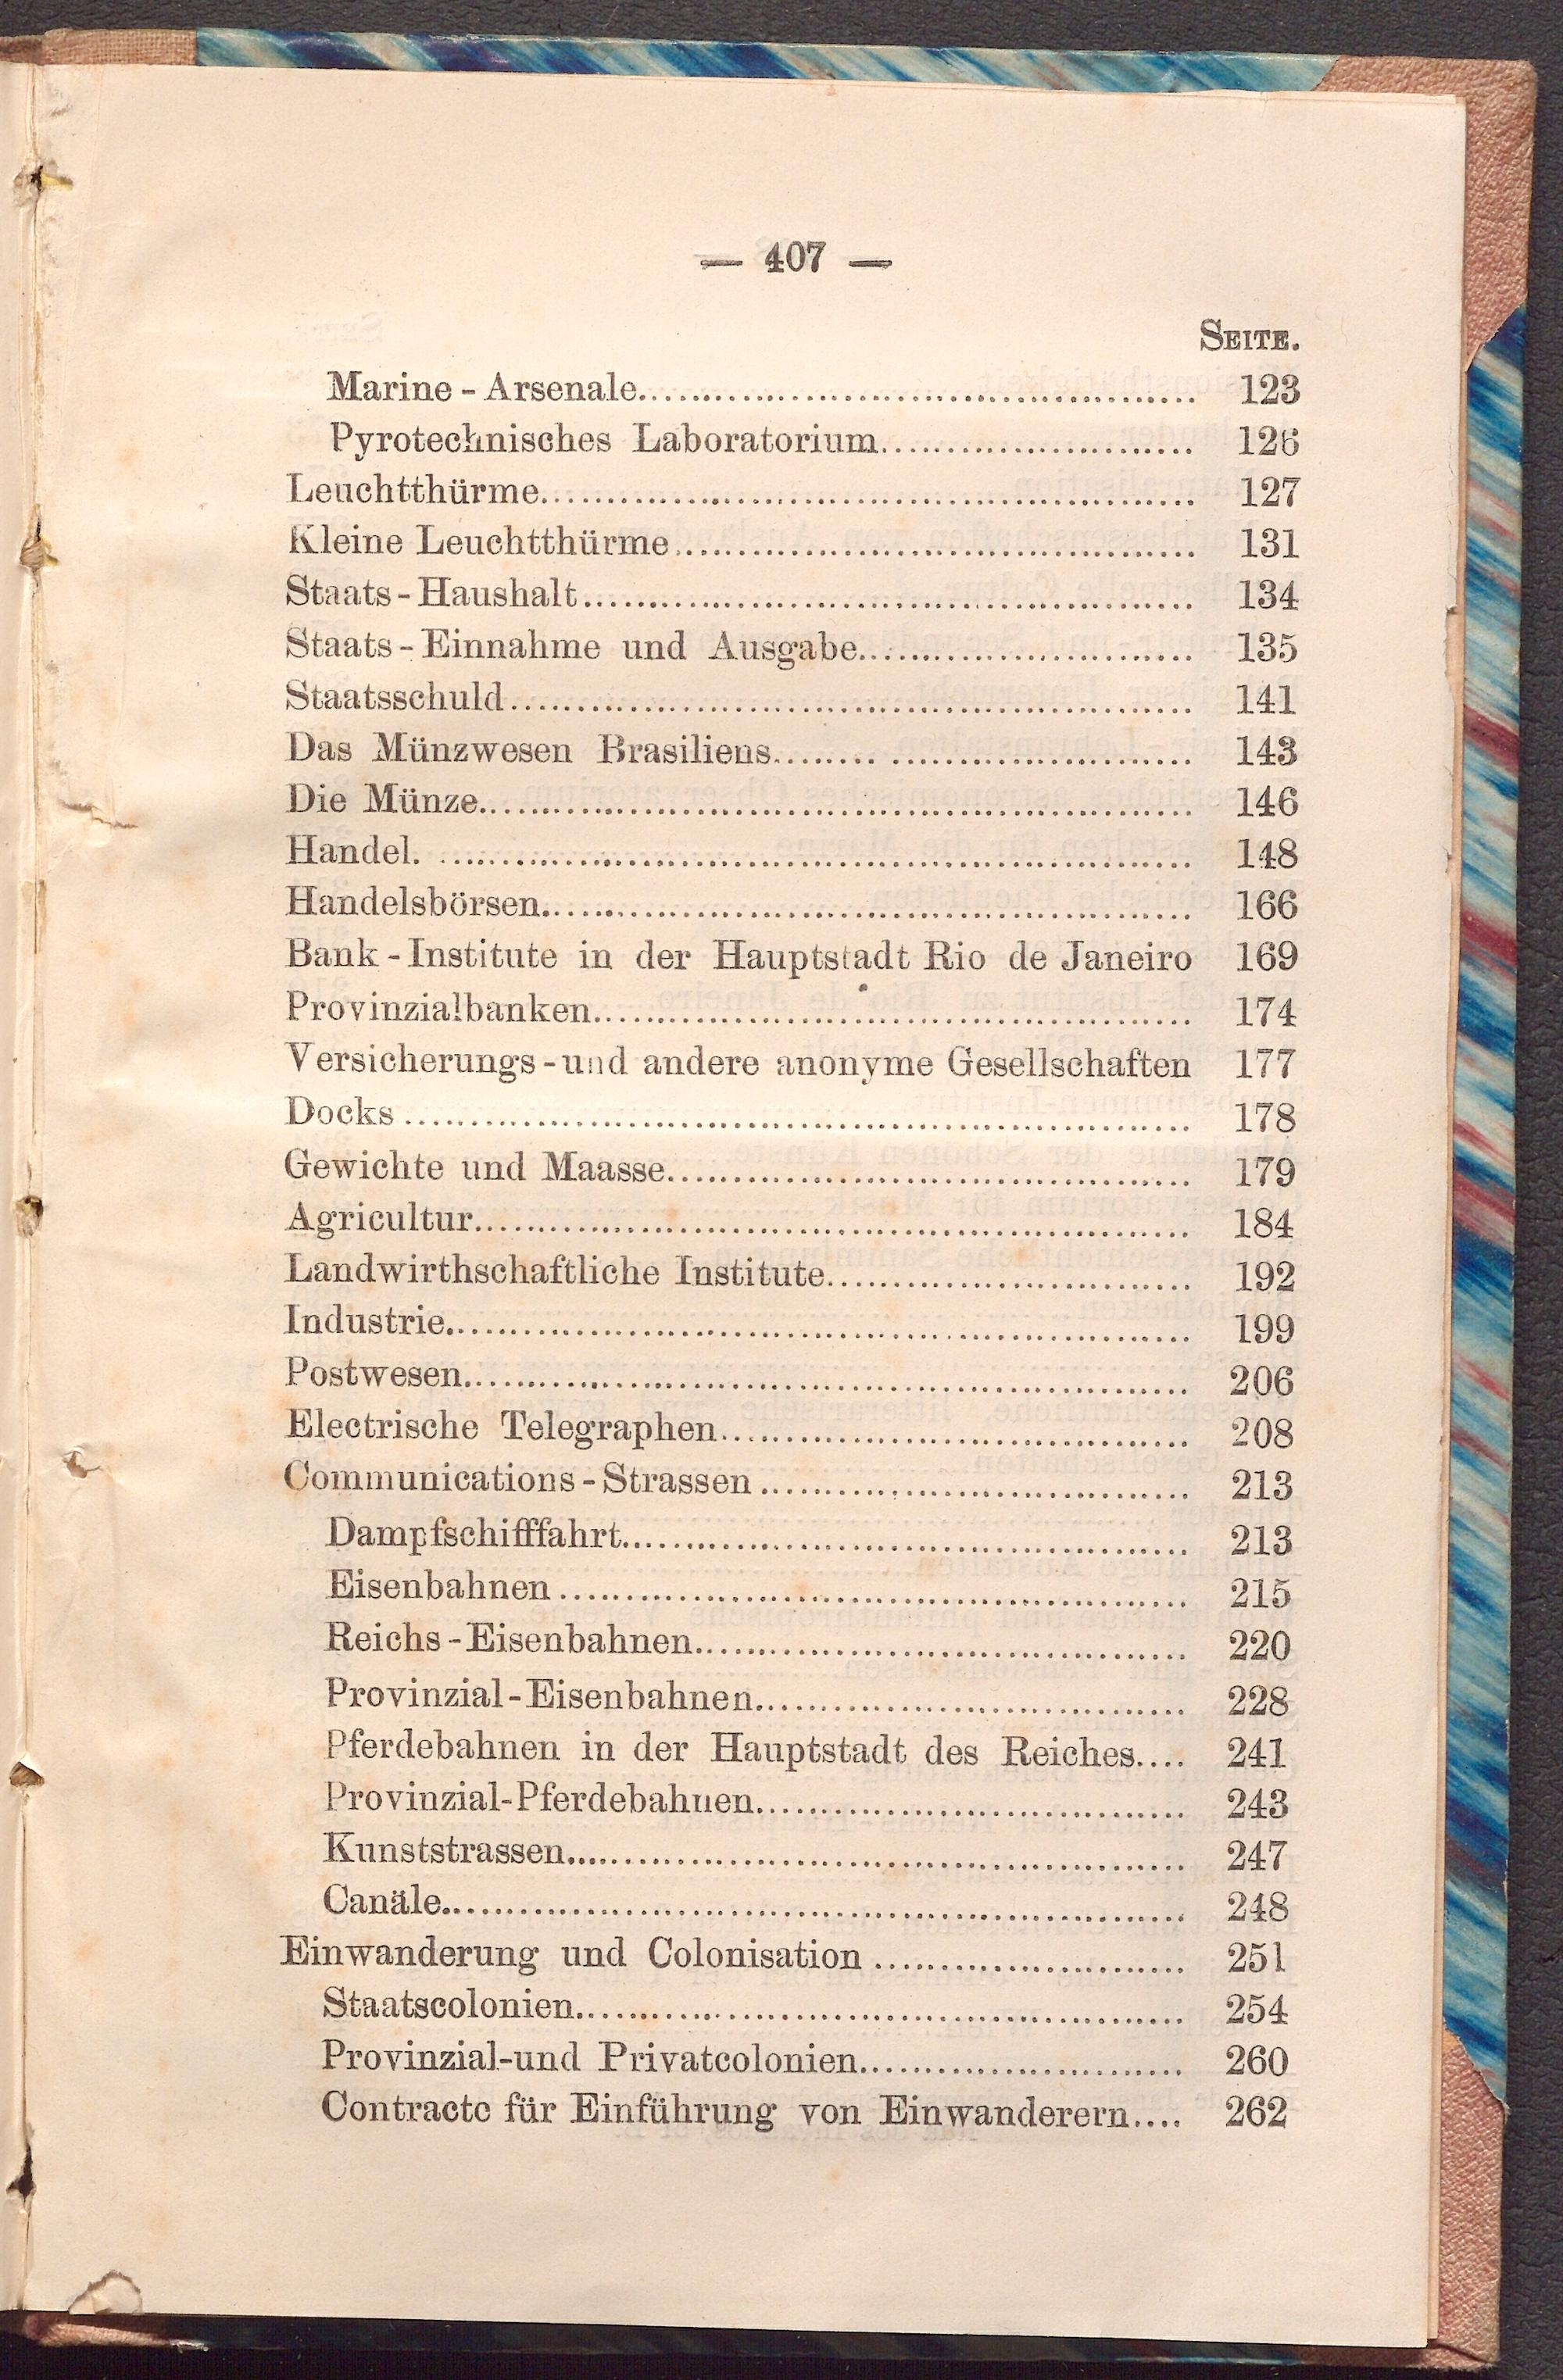 — 407 —
SEITE.
Marine - Arsenale.......... 123
Pyrotechnisches Laboratorium.......... 126
Leuchtthürme.......... 127
Kleine Leuchtthürme.......... 131
Staats - Haushalt.......... 134
Staats - Einnahme und Ausgabe.......... 135
Staatsschuld.......... 141
Das Münzwesen Brasiliens.......... 143
Die Münze.......... 146
Handel.......... 148
Handelsbörsen.......... 166
Bank - Institute in der Hauptstadt Rio de Janeiro 169
Provinzialbanken.......... 174
Versicherungs - und andere anonyme Gesellschaften 177
Docks.......... 178
Gewichte und Maasse.......... 179
Agricultur.......... 184
Landwirthschaftliche Institute.......... 192
Industrie.......... 199
Postwesen.......... 206
Electrische Telegraphen.......... 208
Communications - Strassen.......... 213
Dampfschifffahrt.......... 213
Eisenbahnen.......... 215
Reichs - Eisenbahnen.......... 220
Provinzial - Eisenbahnen.......... 228
Pferdebahnen in der Hauptstadt des Reiches.... 241
Provinzial-Pferdebahnen.......... 243
Kunststrassen.......... 247
Canäle.......... 248
Einwanderung und Colonisation.......... 251
Staatscolonien.......... 254
Provinzial-und Privatcolonien.......... 260
Contracte für Einführung von Einwanderern.... 262